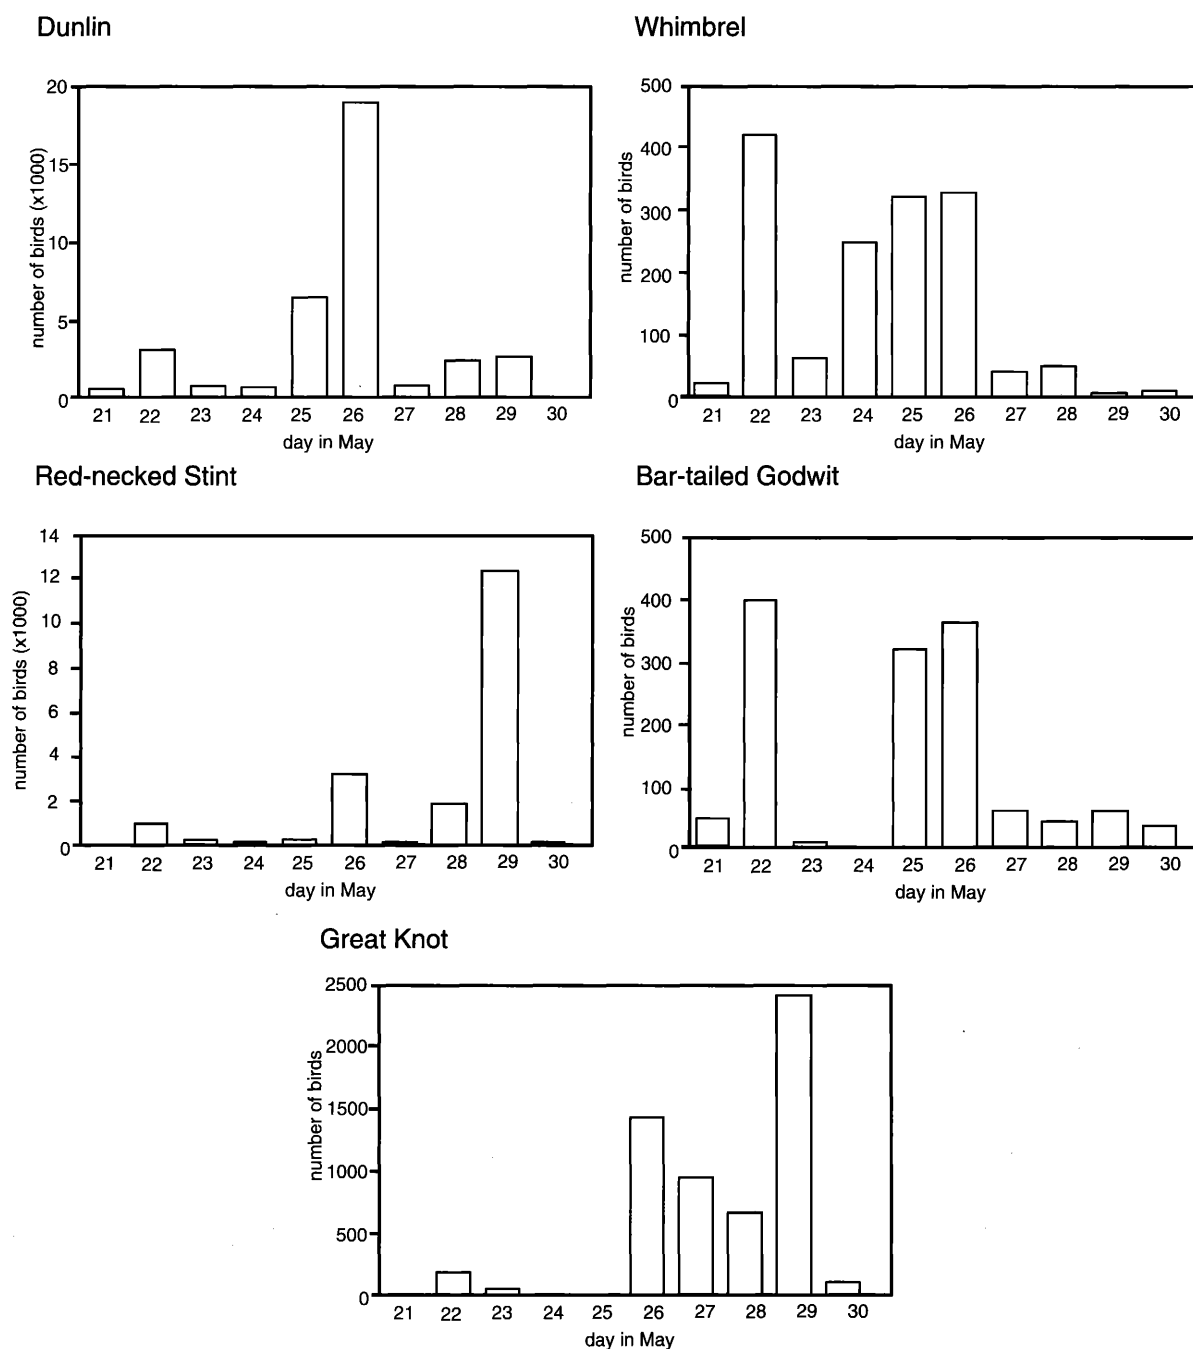 Dunlin
number of birds (x1000)
20
15
10
5
0
21 22 23 24 25 26 27 28 29 30
day in May
Whimbrel
number of birds
500
400
300
200
100
0
21 22 23 24 25 26 27 28 29 30
day in May
Red-necked Stint
number of birds (x1000)
14
12
10
8
6
4
2
0
21 22 23 24 25 26 27 28 29 30
day in May
Bar-tailed Godwit
number of birds
500
400
300
200
100
0
21 22 23 24 25 26 27 28 29 30
day in May
Great Knot
number of birds
2500
2000
1500
1000
500
0
21 22 23 24 25 26 27 28 29 30
day in May